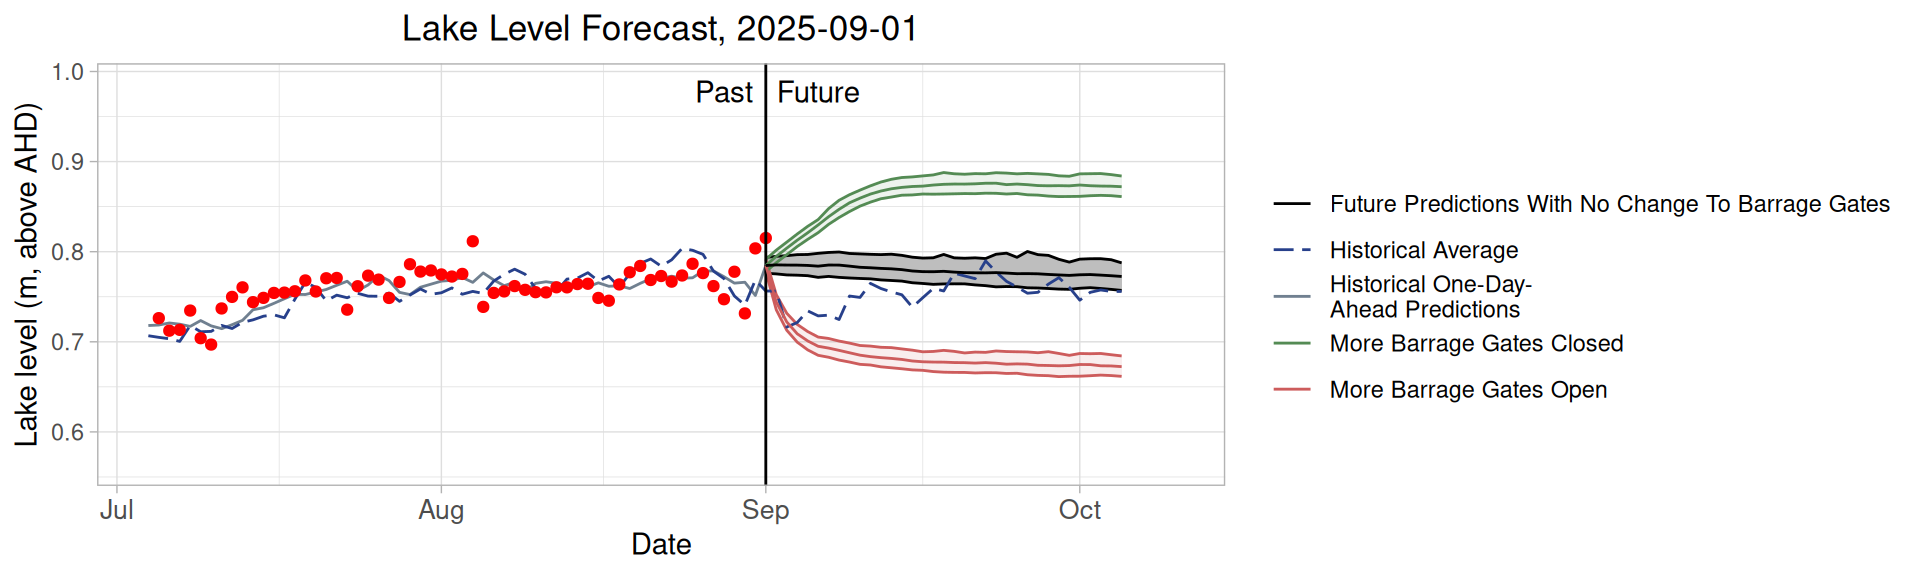 Lake Level Forecast, 2025-09-01
Past
Future
1.0
0.9
0.8
0.7
0.6
Lake level (m, above AHD)
Jul
Aug
Sep
Oct
Date
Future Predictions With No Change To Barrage Gates
Historical Average
Historical One-Day-
Ahead Predictions
More Barrage Gates Closed
More Barrage Gates Open